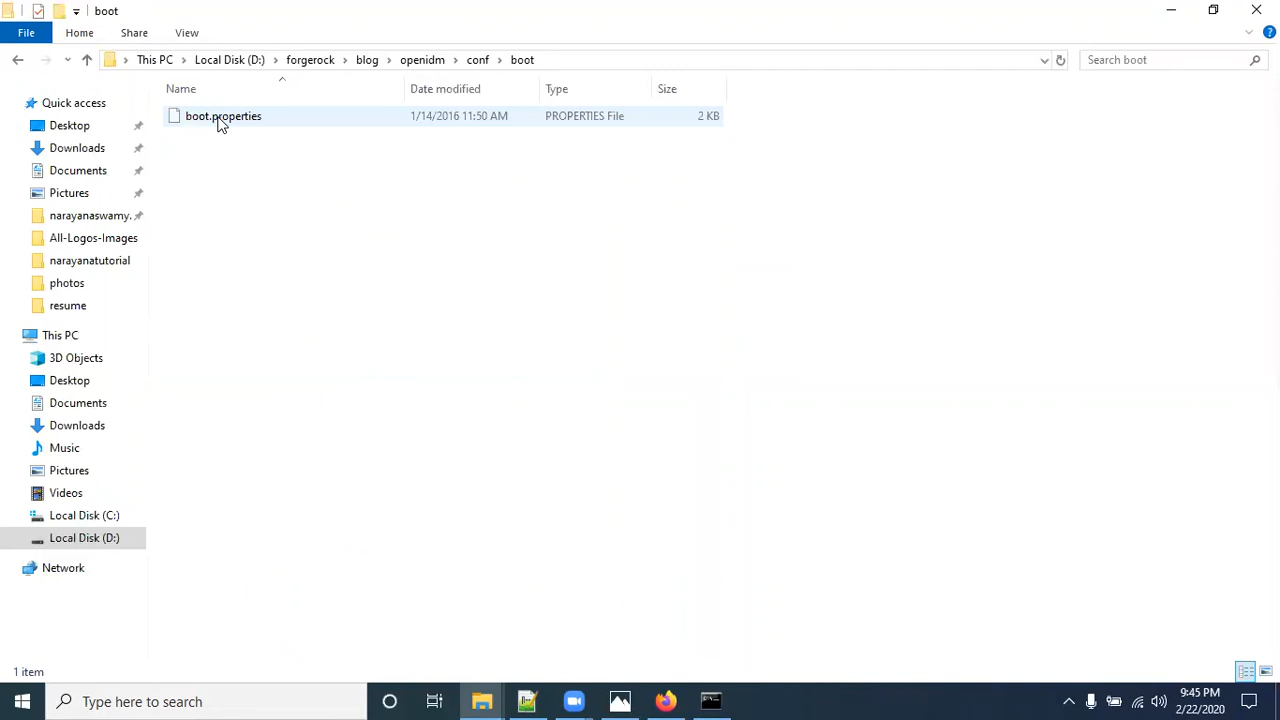 boot
File
Home
Share
View
This PC
Local Disk (D:)
forgerock
blog
openidm
conf
boot
Search boot
Name
Date modified
Type
Size
boot.properties
1/14/2016 11:50 AM
PROPERTIES File
2 KB
Quick access
Desktop
Downloads
Documents
Pictures
narayanaswamy.
All-Logos-Images
narayanatutorial
photos
resume
This PC
3D Objects
Desktop
Documents
Downloads
Music
Pictures
Videos
Local Disk (C:)
Local Disk (D:)
Network
1 item
Type here to search
9:45 PM
2/22/2020